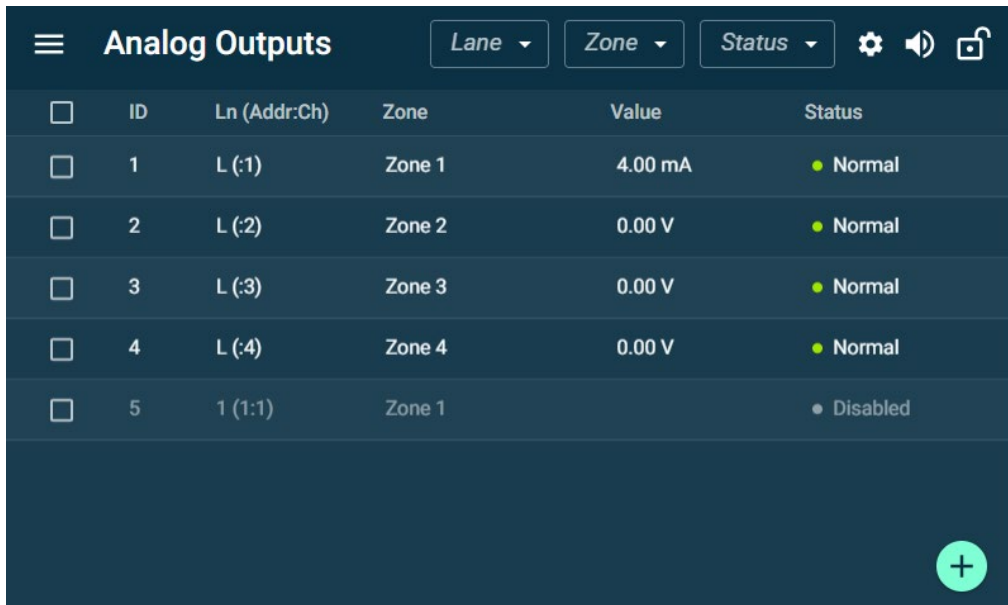 Analog Outputs Lane Zone Status
ID Ln (Addr:Ch) Zone Value Status
1 L (:1) Zone 1 4.00 mA Normal
2 L (:2) Zone 2 0.00 V Normal
3 L (:3) Zone 3 0.00 V Normal
4 L (:4) Zone 4 0.00 V Normal
5 1 (1:1) Zone 1 Disabled